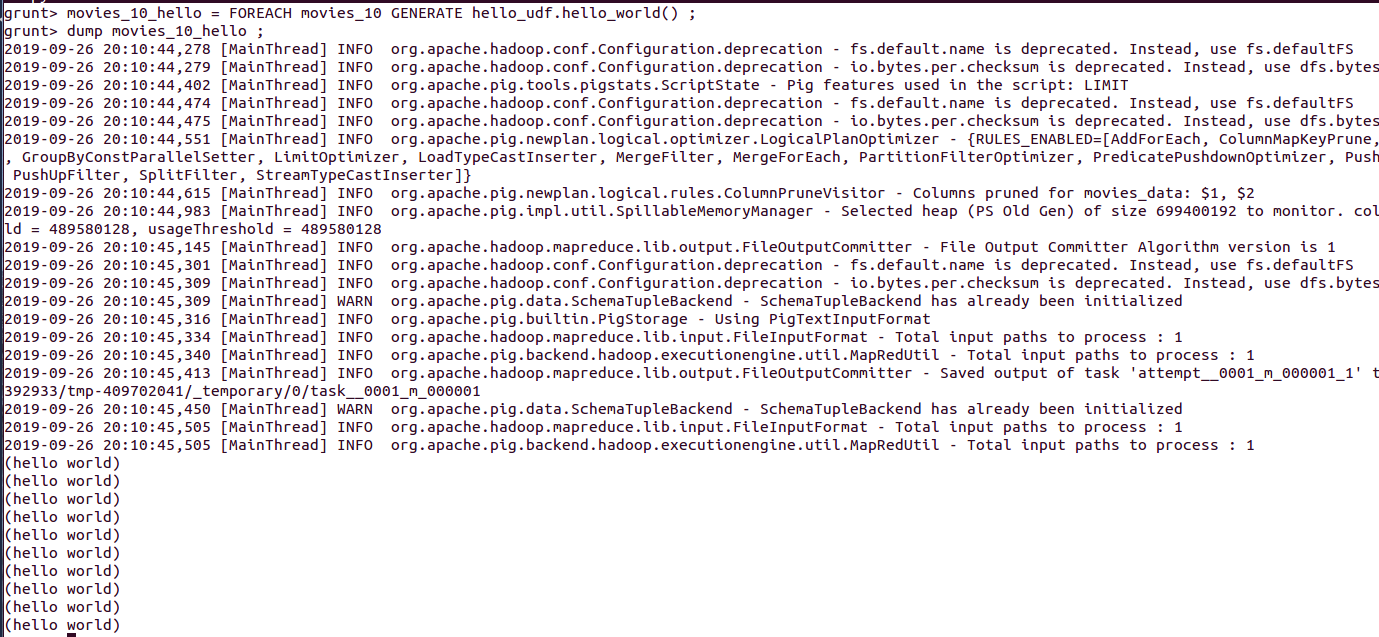 grunt> movies_10_hello = FOREACH movies_10 GENERATE hello_udf.hello_world() ;
grunt> dump movies_10_hello ;
2019-09-26 20:10:44,278 [MainThread] INFO  org.apache.hadoop.conf.Configuration.deprecation - fs.default.name is deprecated. Instead, use fs.defaultFS
2019-09-26 20:10:44,279 [MainThread] INFO  org.apache.hadoop.conf.Configuration.deprecation - io.bytes.per.checksum is deprecated. Instead, use dfs.bytes
2019-09-26 20:10:44,402 [MainThread] INFO  org.apache.pig.tools.pigstats.ScriptState - Pig features used in the script: LIMIT
2019-09-26 20:10:44,474 [MainThread] INFO  org.apache.hadoop.conf.Configuration.deprecation - fs.default.name is deprecated. Instead, use fs.defaultFS
2019-09-26 20:10:44,475 [MainThread] INFO  org.apache.hadoop.conf.Configuration.deprecation - io.bytes.per.checksum is deprecated. Instead, use dfs.bytes
2019-09-26 20:10:44,551 [MainThread] INFO  org.apache.pig.newplan.logical.optimizer.LogicalPlanOptimizer - {RULES_ENABLED=[AddForEach, ColumnMapKeyPrune,
, GroupByConstParallelSetter, LimitOptimizer, LoadTypeCastInserter, MergeFilter, MergeForEach, PartitionFilterOptimizer, PredicatePushdownOptimizer, Push
 PushUpFilter, SplitFilter, StreamTypeCastInserter]}
2019-09-26 20:10:44,615 [MainThread] INFO  org.apache.pig.newplan.logical.rules.ColumnPruneVisitor - Columns pruned for movies_data: $1, $2
2019-09-26 20:10:44,983 [MainThread] INFO  org.apache.pig.impl.util.SpillableMemoryManager - Selected heap (PS Old Gen) of size 699400192 to monitor. col
ld = 489580128, usageThreshold = 489580128
2019-09-26 20:10:45,145 [MainThread] INFO  org.apache.hadoop.mapreduce.lib.output.FileOutputCommitter - File Output Committer Algorithm version is 1
2019-09-26 20:10:45,301 [MainThread] INFO  org.apache.hadoop.conf.Configuration.deprecation - fs.default.name is deprecated. Instead, use fs.defaultFS
2019-09-26 20:10:45,309 [MainThread] INFO  org.apache.hadoop.conf.Configuration.deprecation - io.bytes.per.checksum is deprecated. Instead, use dfs.bytes
2019-09-26 20:10:45,309 [MainThread] WARN  org.apache.pig.data.SchemaTupleBackend - SchemaTupleBackend has already been initialized
2019-09-26 20:10:45,316 [MainThread] INFO  org.apache.pig.builtin.PigStorage - Using PigTextInputFormat
2019-09-26 20:10:45,334 [MainThread] INFO  org.apache.hadoop.mapreduce.lib.input.FileInputFormat - Total input paths to process : 1
2019-09-26 20:10:45,340 [MainThread] INFO  org.apache.pig.backend.hadoop.executionengine.util.MapRedUtil - Total input paths to process : 1
2019-09-26 20:10:45,413 [MainThread] INFO  org.apache.hadoop.mapreduce.lib.output.FileOutputCommitter - Saved output of task 'attempt__0001_m_000001_1' t
392933/tmp-409702041/_temporary/0/task__0001_m_000001
2019-09-26 20:10:45,450 [MainThread] WARN  org.apache.pig.data.SchemaTupleBackend - SchemaTupleBackend has already been initialized
2019-09-26 20:10:45,505 [MainThread] INFO  org.apache.hadoop.mapreduce.lib.input.FileInputFormat - Total input paths to process : 1
2019-09-26 20:10:45,505 [MainThread] INFO  org.apache.pig.backend.hadoop.executionengine.util.MapRedUtil - Total input paths to process : 1
(hello world)
(hello world)
(hello world)
(hello world)
(hello world)
(hello world)
(hello world)
(hello world)
(hello world)
(hello world)